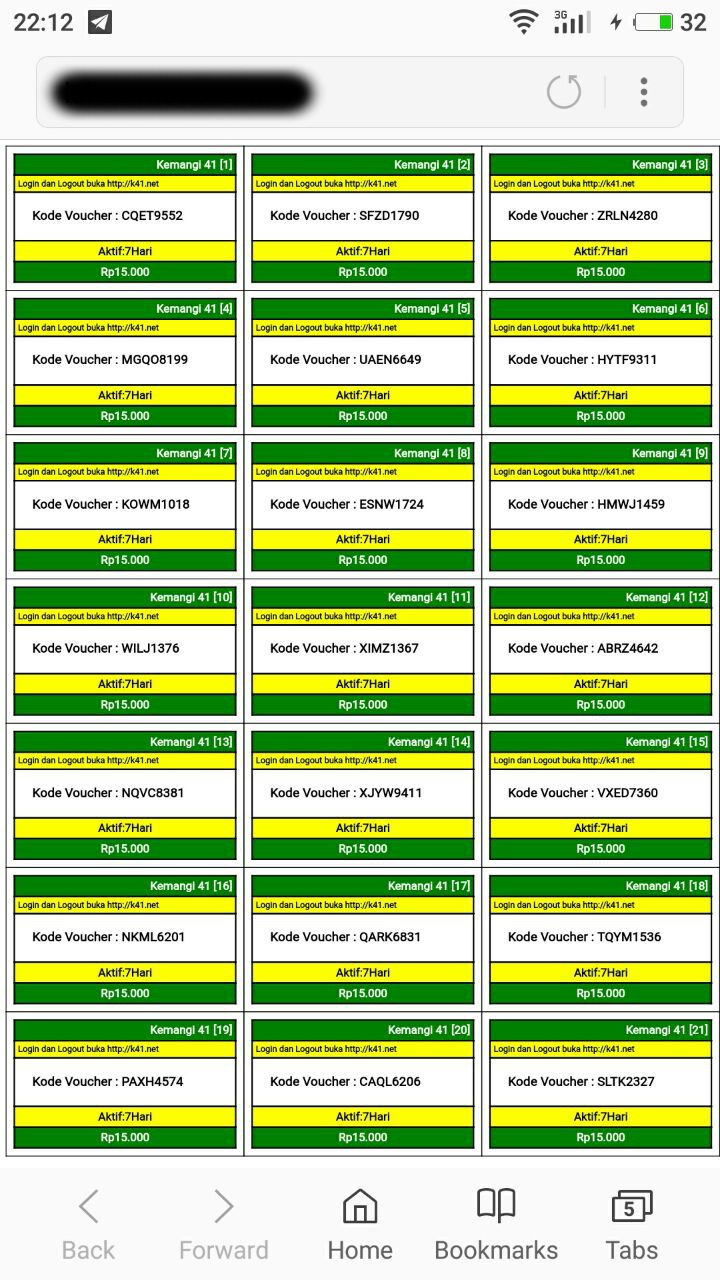 22:12 3G 32
Kemangi 41 [1]
Login dan Logout buka http://k41.net
Kode Voucher : CQET9552
Aktif:7Hari
Rp15.000
Kemangi 41 [2]
Login dan Logout buka http://k41.net
Kode Voucher : SFZD1790
Aktif:7Hari
Rp15.000
Kemangi 41 [3]
Login dan Logout buka http://k41.net
Kode Voucher : ZRLN4280
Aktif:7Hari
Rp15.000
Kemangi 41 [4]
Login dan Logout buka http://k41.net
Kode Voucher : MGQO8199
Aktif:7Hari
Rp15.000
Kemangi 41 [5]
Login dan Logout buka http://k41.net
Kode Voucher : UAEN6649
Aktif:7Hari
Rp15.000
Kemangi 41 [6]
Login dan Logout buka http://k41.net
Kode Voucher : HYTF9311
Aktif:7Hari
Rp15.000
Kemangi 41 [7]
Login dan Logout buka http://k41.net
Kode Voucher : KOWM1018
Aktif:7Hari
Rp15.000
Kemangi 41 [8]
Login dan Logout buka http://k41.net
Kode Voucher : ESNW1724
Aktif:7Hari
Rp15.000
Kemangi 41 [9]
Login dan Logout buka http://k41.net
Kode Voucher : HMWJ1459
Aktif:7Hari
Rp15.000
Kemangi 41 [10]
Login dan Logout buka http://k41.net
Kode Voucher : WILJ1376
Aktif:7Hari
Rp15.000
Kemangi 41 [11]
Login dan Logout buka http://k41.net
Kode Voucher : XIMZ1367
Aktif:7Hari
Rp15.000
Kemangi 41 [12]
Login dan Logout buka http://k41.net
Kode Voucher : ABRZ4642
Aktif:7Hari
Rp15.000
Kemangi 41 [13]
Login dan Logout buka http://k41.net
Kode Voucher : NQVC8381
Aktif:7Hari
Rp15.000
Kemangi 41 [14]
Login dan Logout buka http://k41.net
Kode Voucher : XJYW9411
Aktif:7Hari
Rp15.000
Kemangi 41 [15]
Login dan Logout buka http://k41.net
Kode Voucher : VXED7360
Aktif:7Hari
Rp15.000
Kemangi 41 [16]
Login dan Logout buka http://k41.net
Kode Voucher : NKML6201
Aktif:7Hari
Rp15.000
Kemangi 41 [17]
Login dan Logout buka http://k41.net
Kode Voucher : QARK6831
Aktif:7Hari
Rp15.000
Kemangi 41 [18]
Login dan Logout buka http://k41.net
Kode Voucher : TQYM1536
Aktif:7Hari
Rp15.000
Kemangi 41 [19]
Login dan Logout buka http://k41.net
Kode Voucher : PAXH4574
Aktif:7Hari
Rp15.000
Kemangi 41 [20]
Login dan Logout buka http://k41.net
Kode Voucher : CAQL6206
Aktif:7Hari
Rp15.000
Kemangi 41 [21]
Login dan Logout buka http://k41.net
Kode Voucher : SLTK2327
Aktif:7Hari
Rp15.000
5
Back Forward Home Bookmarks Tabs